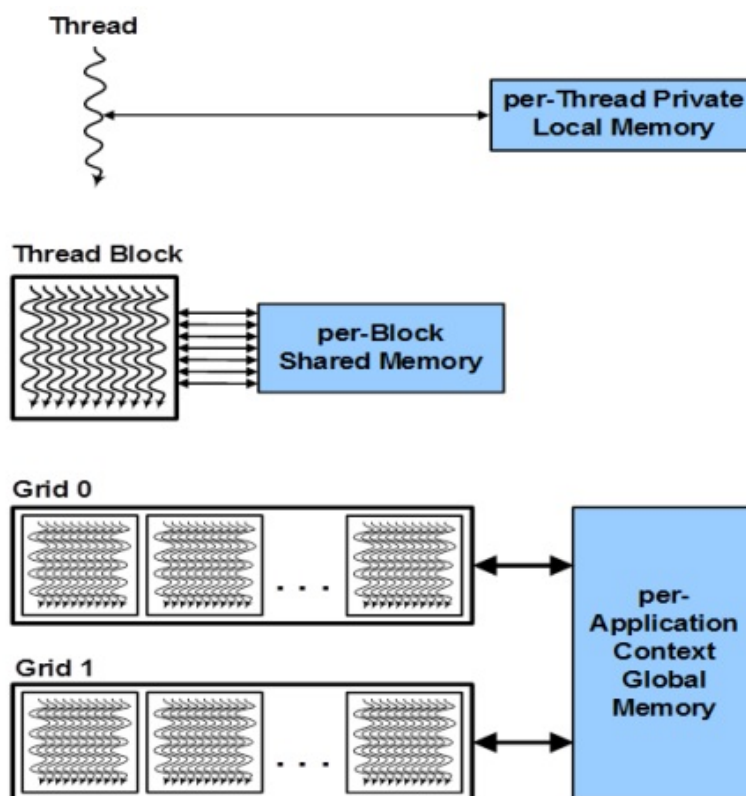 Thread
per-Thread Private
Local Memory
Thread Block
per-Block
Shared Memory
Grid 0
. . .
per-
Application
Context
Global
Memory
Grid 1
. . .